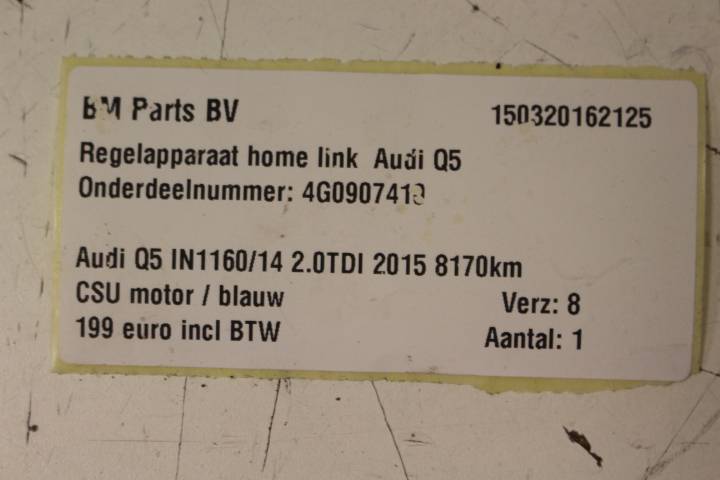 BM Parts BV 150320162125
Regelapparaat home link Audi Q5
Onderdeelnummer:
Audi Q5 IN1160/14 2.0TDI 2015 8170km
CSU motor / blauw Verz: 8
199 euro incl BTW Aantal: 1